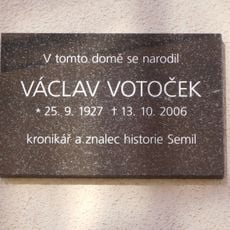 V tomto domě se narodil
VÁCLAV VOTOČEK
* 25. 9. 1927 † 13. 10. 2006
kronikář a znalec historie Semil